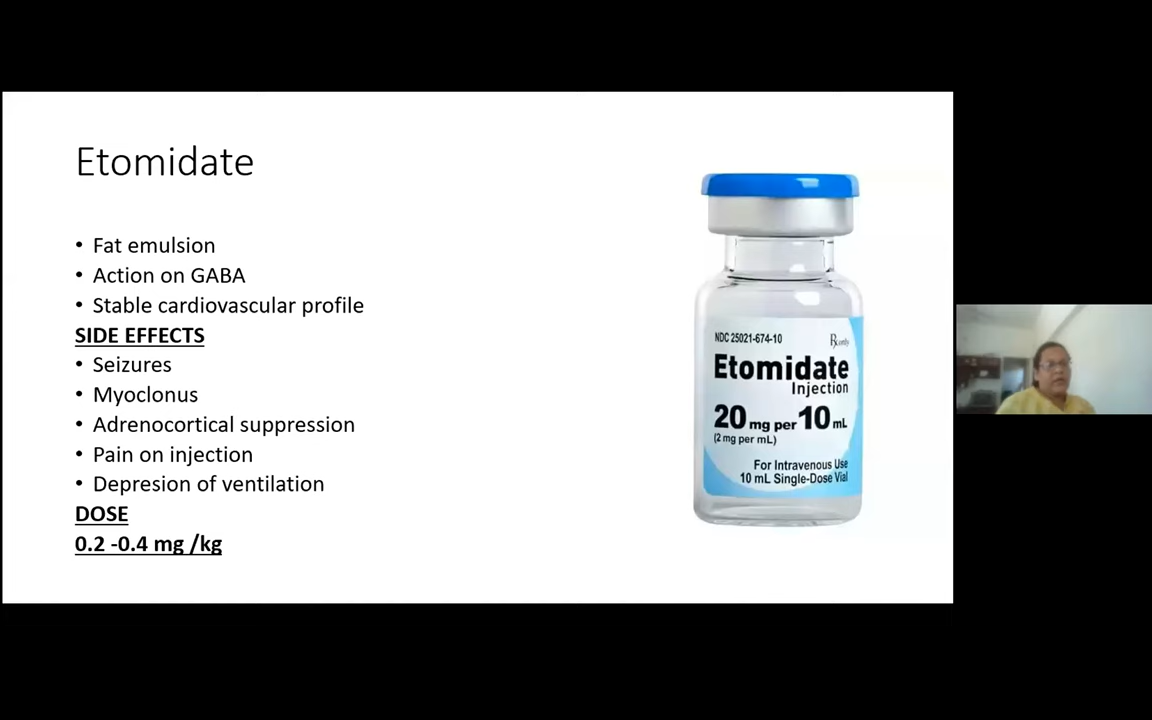 Etomidate
• Fat emulsion
• Action on GABA
• Stable cardiovascular profile
SIDE EFFECTS
• Seizures
• Myoclonus
• Adrenocortical suppression
• Pain on injection
• Depresion of ventilation
DOSE
0.2 -0.4 mg /kg
NDC 25021-674-10
Rx only
Etomidate
Injection
20 mg per 10 mL
(2 mg per mL)
For Intravenous Use
10 mL Single-Dose Vial